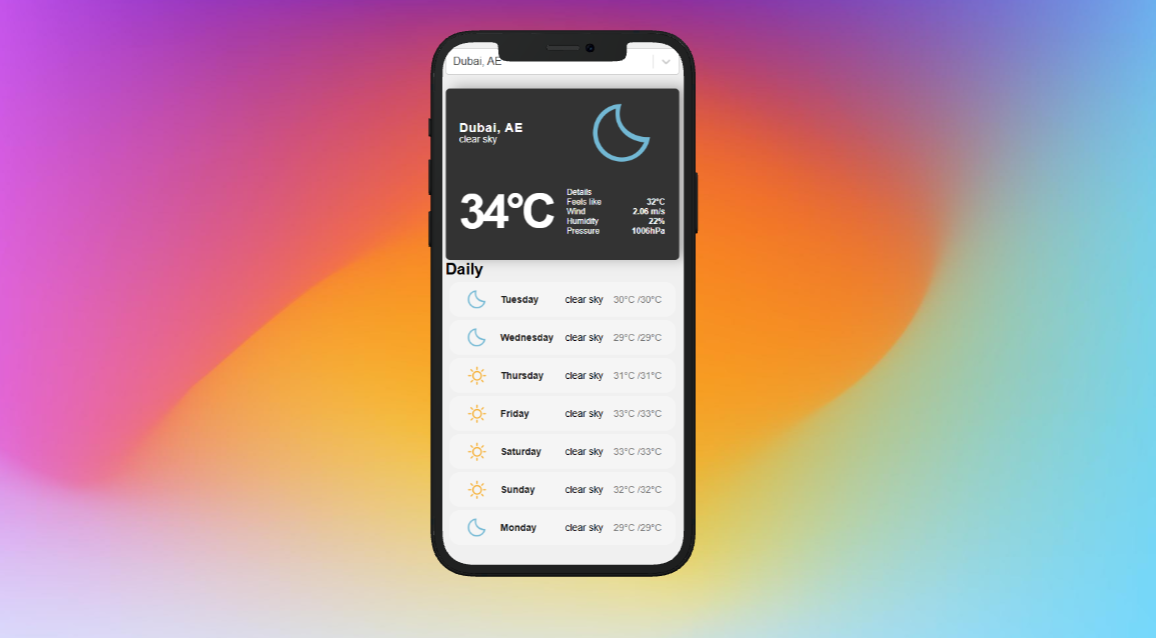 Dubai, AE
Dubai, AE
clear sky
34°C
Details
Feels like 32°C
Wind 2.06 m/s
Humidity 22%
Pressure 1006hPa
Daily
Tuesday clear sky 30°C /30°C
Wednesday clear sky 29°C /29°C
Thursday clear sky 31°C /31°C
Friday clear sky 33°C /33°C
Saturday clear sky 33°C /33°C
Sunday clear sky 32°C /32°C
Monday clear sky 29°C /29°C